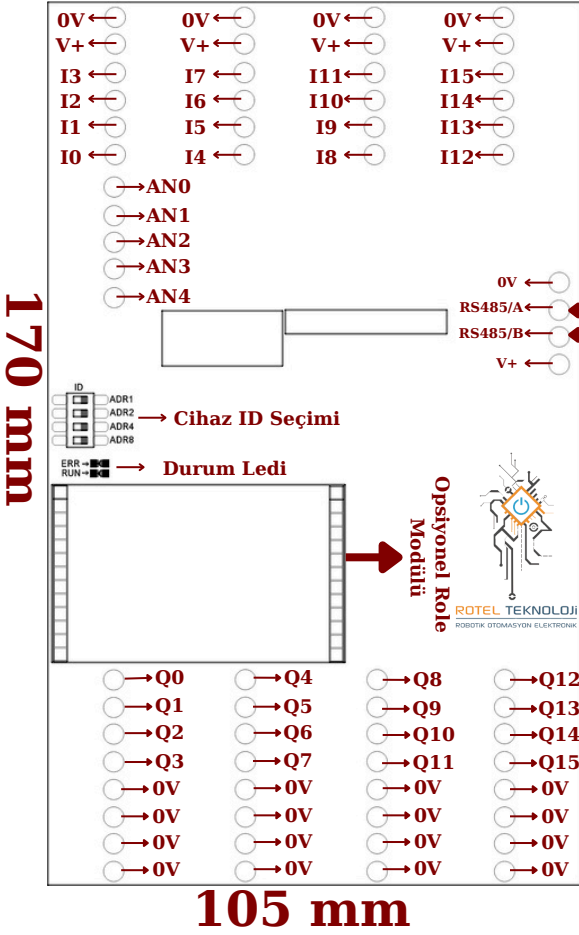 0V 0V 0V 0V
V+ V+ V+ V+
I3 I7 I11 I15
I2 I6 I10 I14
I1 I5 I9 I13
I0 I4 I8 I12
AN0
AN1
AN2
AN3
AN4
0V
RS485/A
RS485/B
V+
170 mm
ID
ADR1
ADR2
ADR4
ADR8
Cihaz ID Seçimi
ERR
RUN
Durum Ledi
Opsiyonel Role
Modülü
ROTEL TEKNOLOJİ
ROBOTİK OTOMASYON ELEKTRONİK
Q0 Q4 Q8 Q12
Q1 Q5 Q9 Q13
Q2 Q6 Q10 Q14
Q3 Q7 Q11 Q15
0V 0V 0V 0V
0V 0V 0V 0V
0V 0V 0V 0V
0V 0V 0V 0V
105 mm